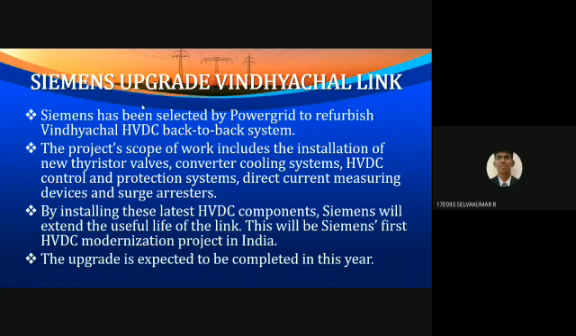 SIEMENS UPGRADE VINDHYACHAL LINK
❖ Siemens has been selected by Powergrid to refurbish
Vindhyachal HVDC back-to-back system.
❖ The project's scope of work includes the installation of
new thyristor valves, converter cooling systems, HVDC
control and protection systems, direct current measuring
devices and surge arresters.
❖ By installing these latest HVDC components, Siemens will
extend the useful life of the link. This will be Siemens' first
HVDC modernization project in India.
❖ The upgrade is expected to be completed in this year.
17E093 SELVAKUMAR R